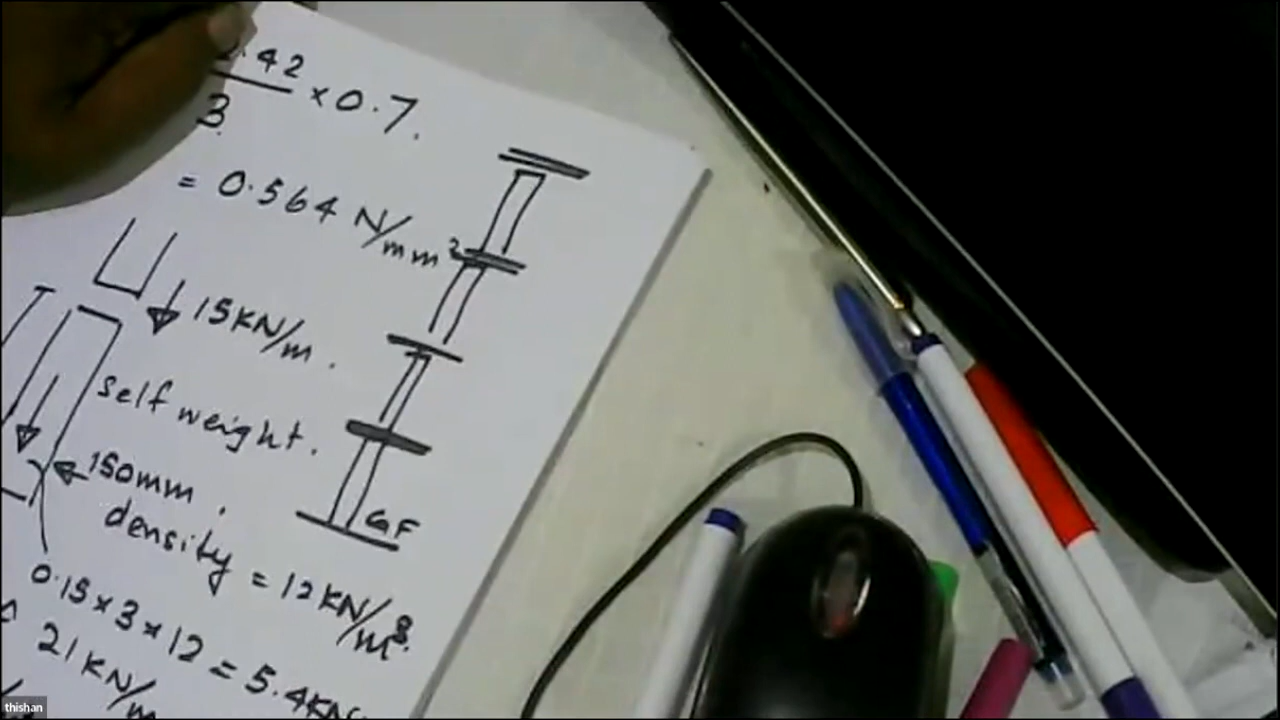 .42
3
× 0.7.
= 0.564 N/mm²
15KN/m.
self weight.
150mm.
density = 12KN/m³.
0.15 × 3 × 12 = 5.4KN
21KN/m
GF
thishan